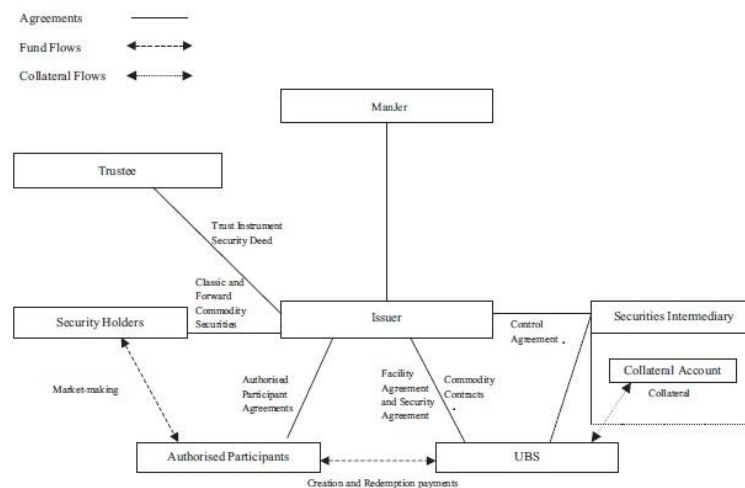 Agreements
Fund Flows
Collateral Flows
ManJer
Trustee
Trust Instrument
Security Deed
Classic and
Forward
Commodity
Securities
Security Holders
Issuer
Control
Agreement
Securities Intermediary
Collateral Account
Collateral
Market-making
Authorised
Participant
Agreements
Facility
Agreement
and Security
Agreement
Commodity
Contracts
Authorised Participants
UBS
Creation and Redemption payments